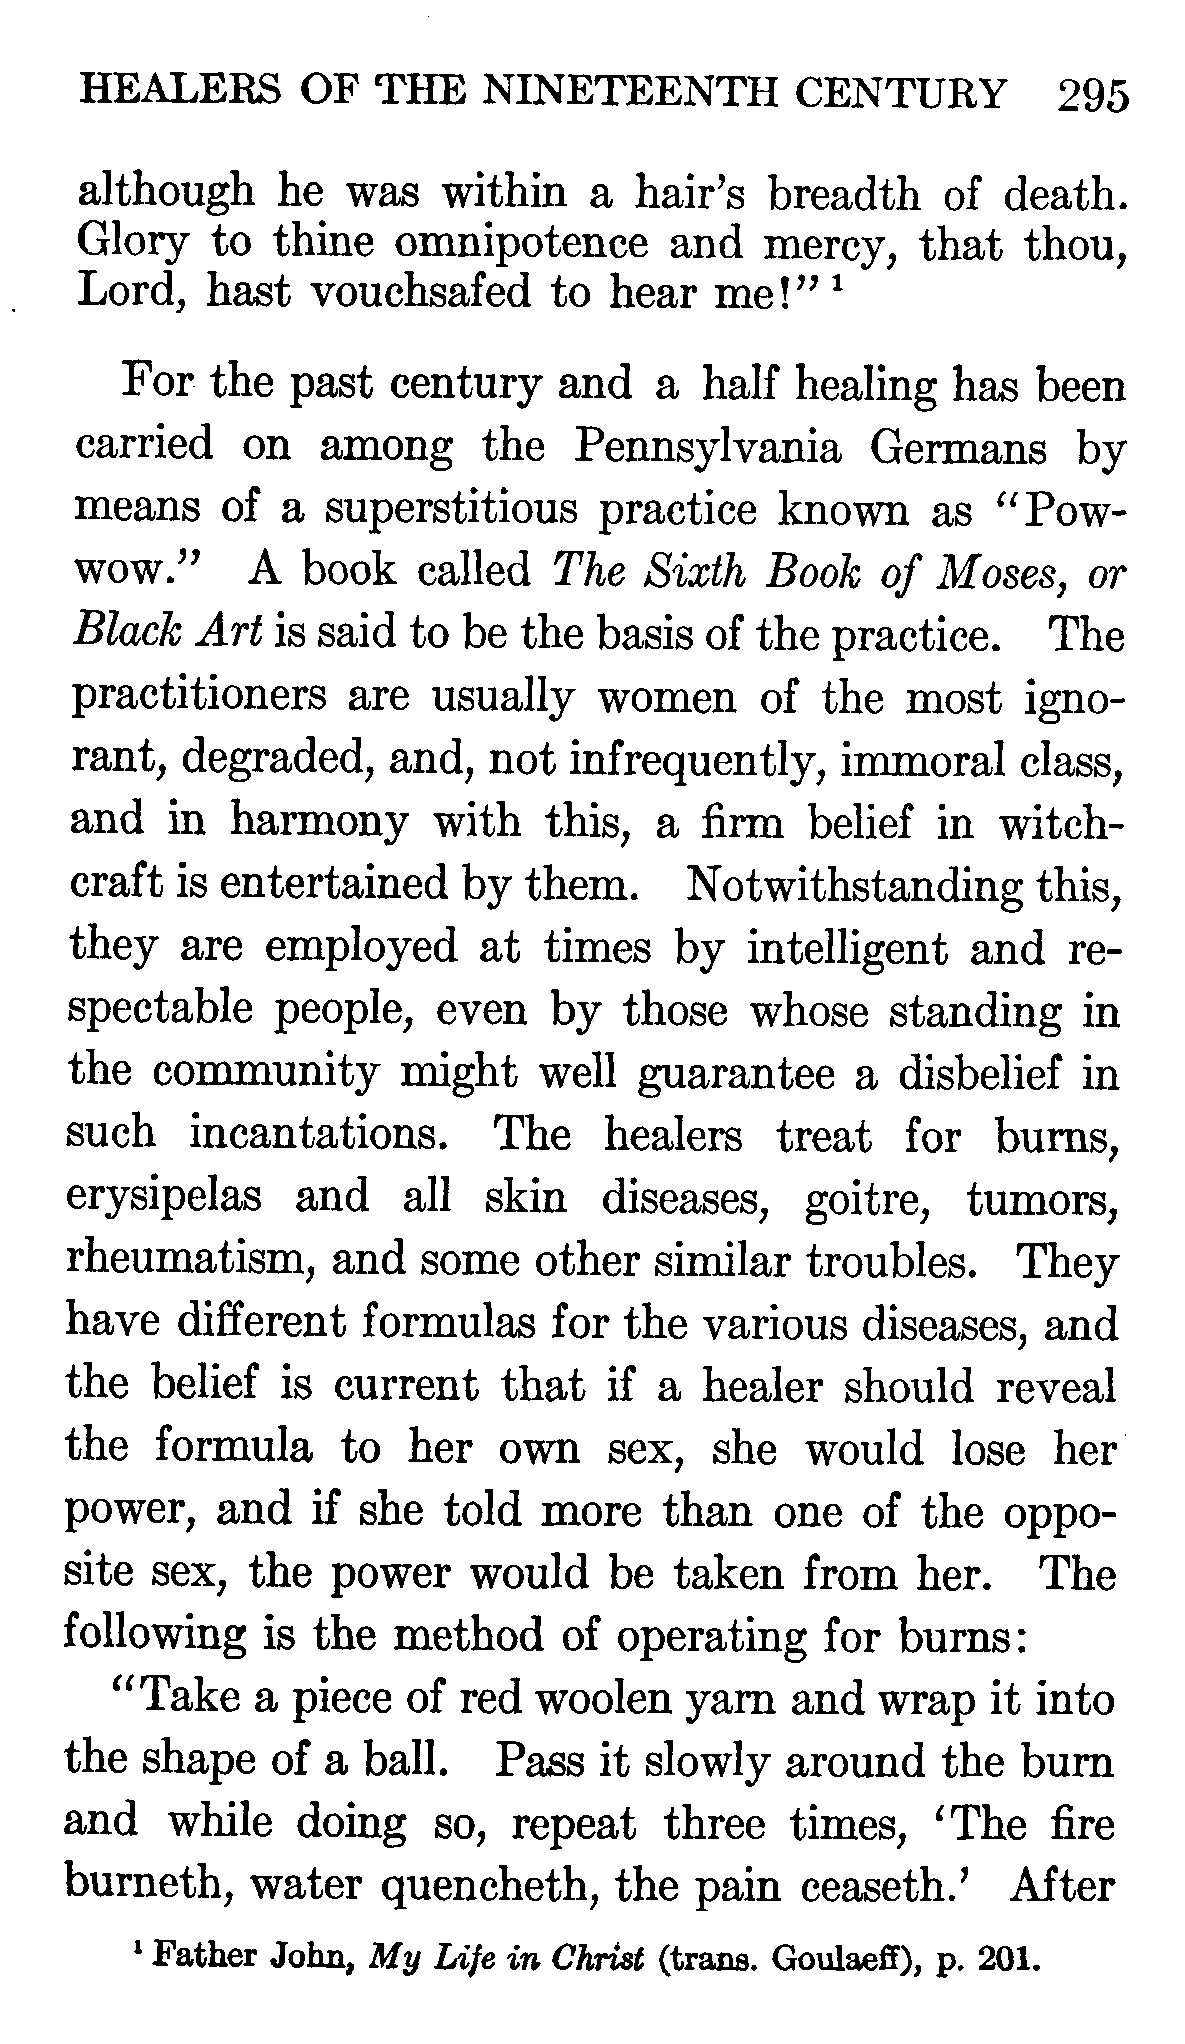 HEALERS OF THE NINETEENTH CENTURY 295
although he was within a hair's breadth of death.
Glory to thine omnipotence and mercy, that thou,
Lord, hast vouchsafed to hear me!" ¹
For the past century and a half healing has been
carried on among the Pennsylvania Germans by
means of a superstitious practice known as "Pow-
wow." A book called The Sixth Book of Moses, or
Black Art is said to be the basis of the practice. The
practitioners are usually women of the most igno-
rant, degraded, and, not infrequently, immoral class,
and in harmony with this, a firm belief in witch-
craft is entertained by them. Notwithstanding this,
they are employed at times by intelligent and re-
spectable people, even by those whose standing in
the community might well guarantee a disbelief in
such incantations. The healers treat for burns,
erysipelas and all skin diseases, goitre, tumors,
rheumatism, and some other similar troubles. They
have different formulas for the various diseases, and
the belief is current that if a healer should reveal
the formula to her own sex, she would lose her
power, and if she told more than one of the oppo-
site sex, the power would be taken from her. The
following is the method of operating for burns:
"Take a piece of red woolen yarn and wrap it into
the shape of a ball. Pass it slowly around the burn
and while doing so, repeat three times, 'The fire
burneth, water quencheth, the pain ceaseth.' After
¹ Father John, My Life in Christ (trans. Goulaeff), p. 201.